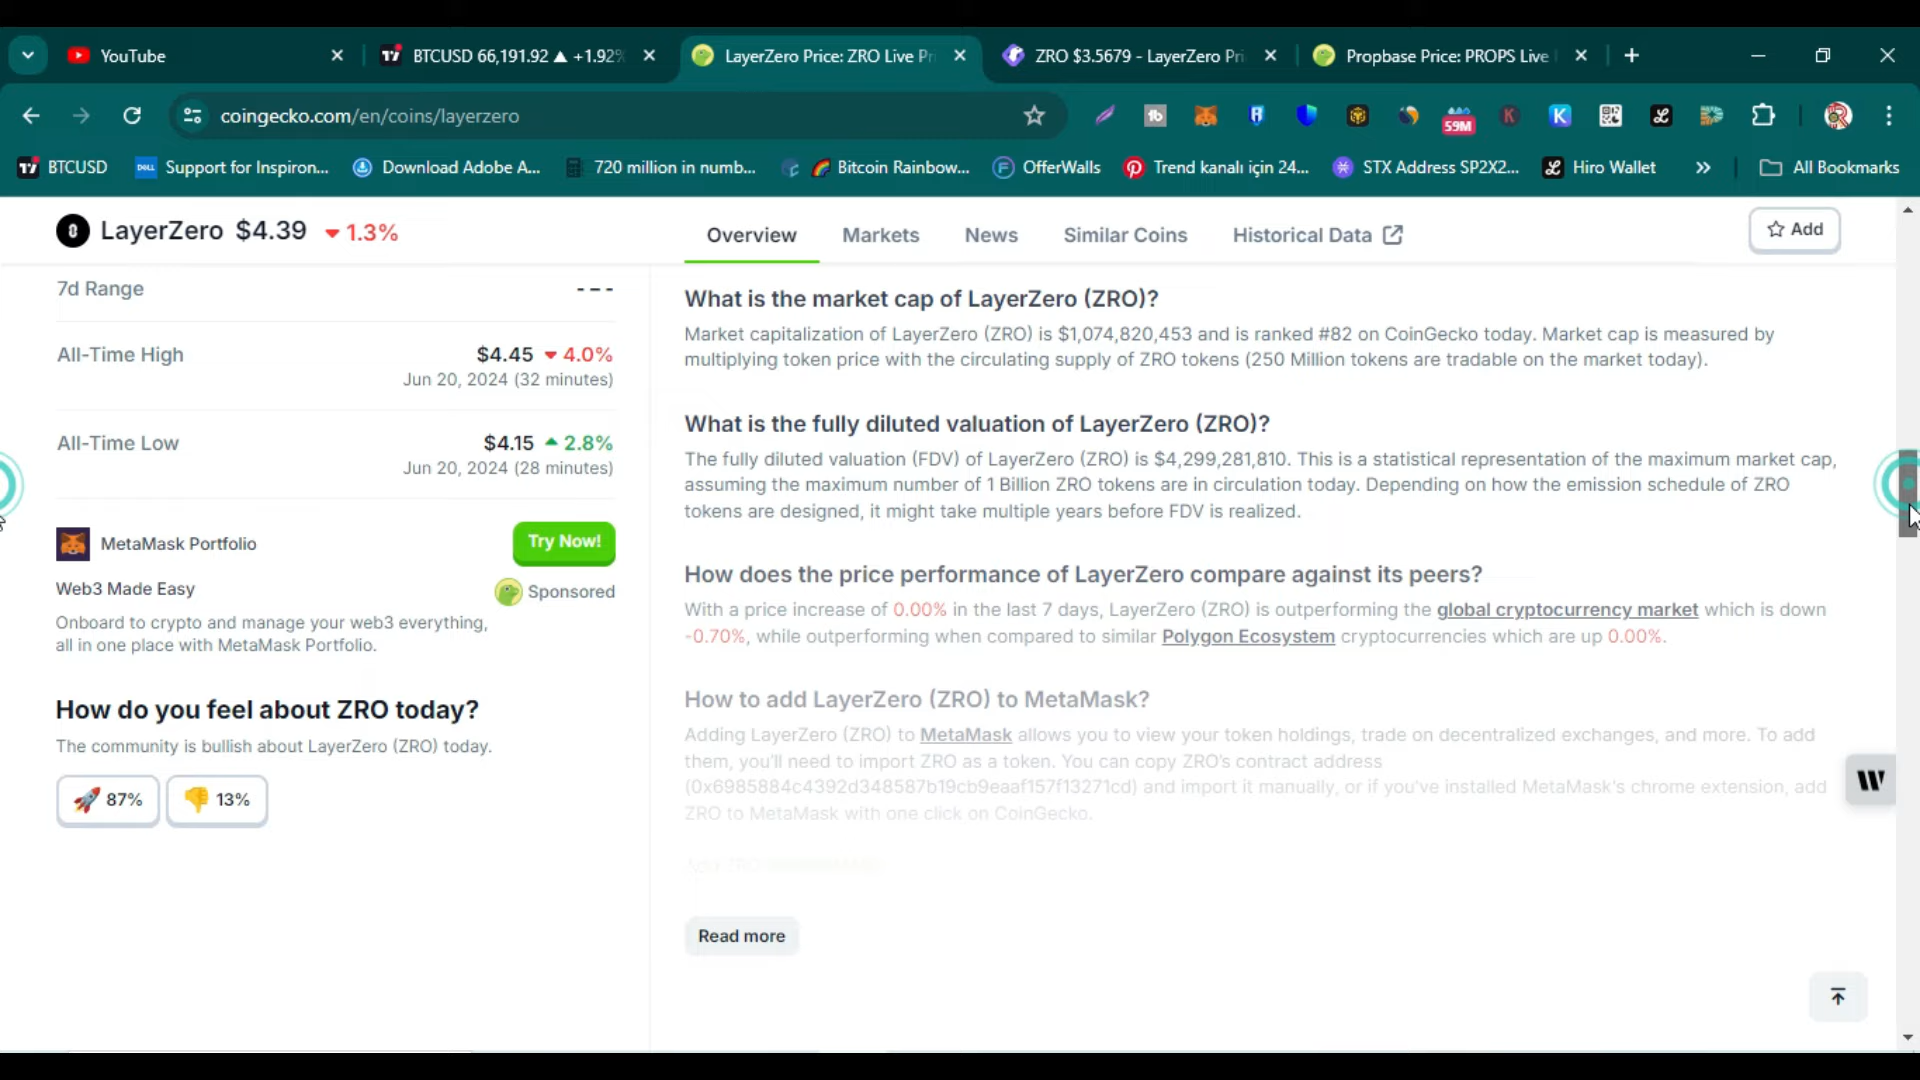 YouTube
BTCUSD 66,191.92 ▲ +1.92%
LayerZero Price: ZRO Live Pr
ZRO $3.5679 - LayerZero Pri
Propbase Price: PROPS Live
coingecko.com/en/coins/layerzero
59M
BTCUSD
Support for Inspiron...
Download Adobe A...
720 million in numb...
Bitcoin Rainbow...
OfferWalls
Trend kanalı için 24...
STX Address SP2X2...
Hiro Wallet
All Bookmarks
LayerZero $4.39 ▼ 1.3%
Overview
Markets
News
Similar Coins
Historical Data
Add
7d Range
---
All-Time High
$4.45 ▼ 4.0%
Jun 20, 2024 (32 minutes)
All-Time Low
$4.15 ▲ 2.8%
Jun 20, 2024 (28 minutes)
MetaMask Portfolio
Try Now!
Web3 Made Easy
Sponsored
Onboard to crypto and manage your web3 everything,
all in one place with MetaMask Portfolio.
How do you feel about ZRO today?
The community is bullish about LayerZero (ZRO) today.
🚀 87%
👎 13%
What is the market cap of LayerZero (ZRO)?
Market capitalization of LayerZero (ZRO) is $1,074,820,453 and is ranked #82 on CoinGecko today. Market cap is measured by
multiplying token price with the circulating supply of ZRO tokens (250 Million tokens are tradable on the market today).
What is the fully diluted valuation of LayerZero (ZRO)?
The fully diluted valuation (FDV) of LayerZero (ZRO) is $4,299,281,810. This is a statistical representation of the maximum market cap,
assuming the maximum number of 1 Billion ZRO tokens are in circulation today. Depending on how the emission schedule of ZRO
tokens are designed, it might take multiple years before FDV is realized.
How does the price performance of LayerZero compare against its peers?
With a price increase of 0.00% in the last 7 days, LayerZero (ZRO) is outperforming the global cryptocurrency market which is down
-0.70%, while outperforming when compared to similar Polygon Ecosystem cryptocurrencies which are up 0.00%.
How to add LayerZero (ZRO) to MetaMask?
Adding LayerZero (ZRO) to MetaMask allows you to view your token holdings, trade on decentralized exchanges, and more. To add
them, you'll need to import ZRO as a token. You can copy ZRO's contract address
(0x6985884c4392d348587b19cb9eaaf157f13271cd) and import it manually, or if you've installed MetaMask's chrome extension, add
ZRO to MetaMask with one click on CoinGecko.
Read more